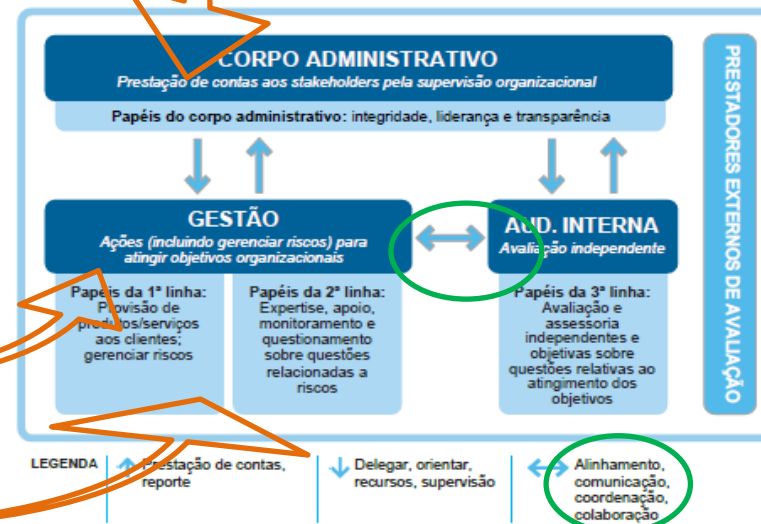 CORPO ADMINISTRATIVO
Prestação de contas aos stakeholders pela supervisão organizacional
Papéis do corpo administrativo: integridade, liderança e transparência
GESTÃO
Ações (incluindo gerenciar riscos) para
atingir objetivos organizacionais
Papéis da 1ª linha:
Provisão de
produtos/serviços
aos clientes;
gerenciar riscos
Papéis da 2ª linha:
Expertise, apoio,
monitoramento e
questionamento
sobre questões
relacionadas a
riscos
AUD. INTERNA
Avaliação independente
Papéis da 3ª linha:
Avaliação e
assessoria
independentes e
objetivas sobre
questões relativas ao
atingimento dos
objetivos
PRESTADORES EXTERNOS DE AVALIAÇÃO
LEGENDA
Prestação de contas,
reporte
Delegar, orientar,
recursos, supervisão
Alinhamento,
comunicação,
coordenação,
colaboração